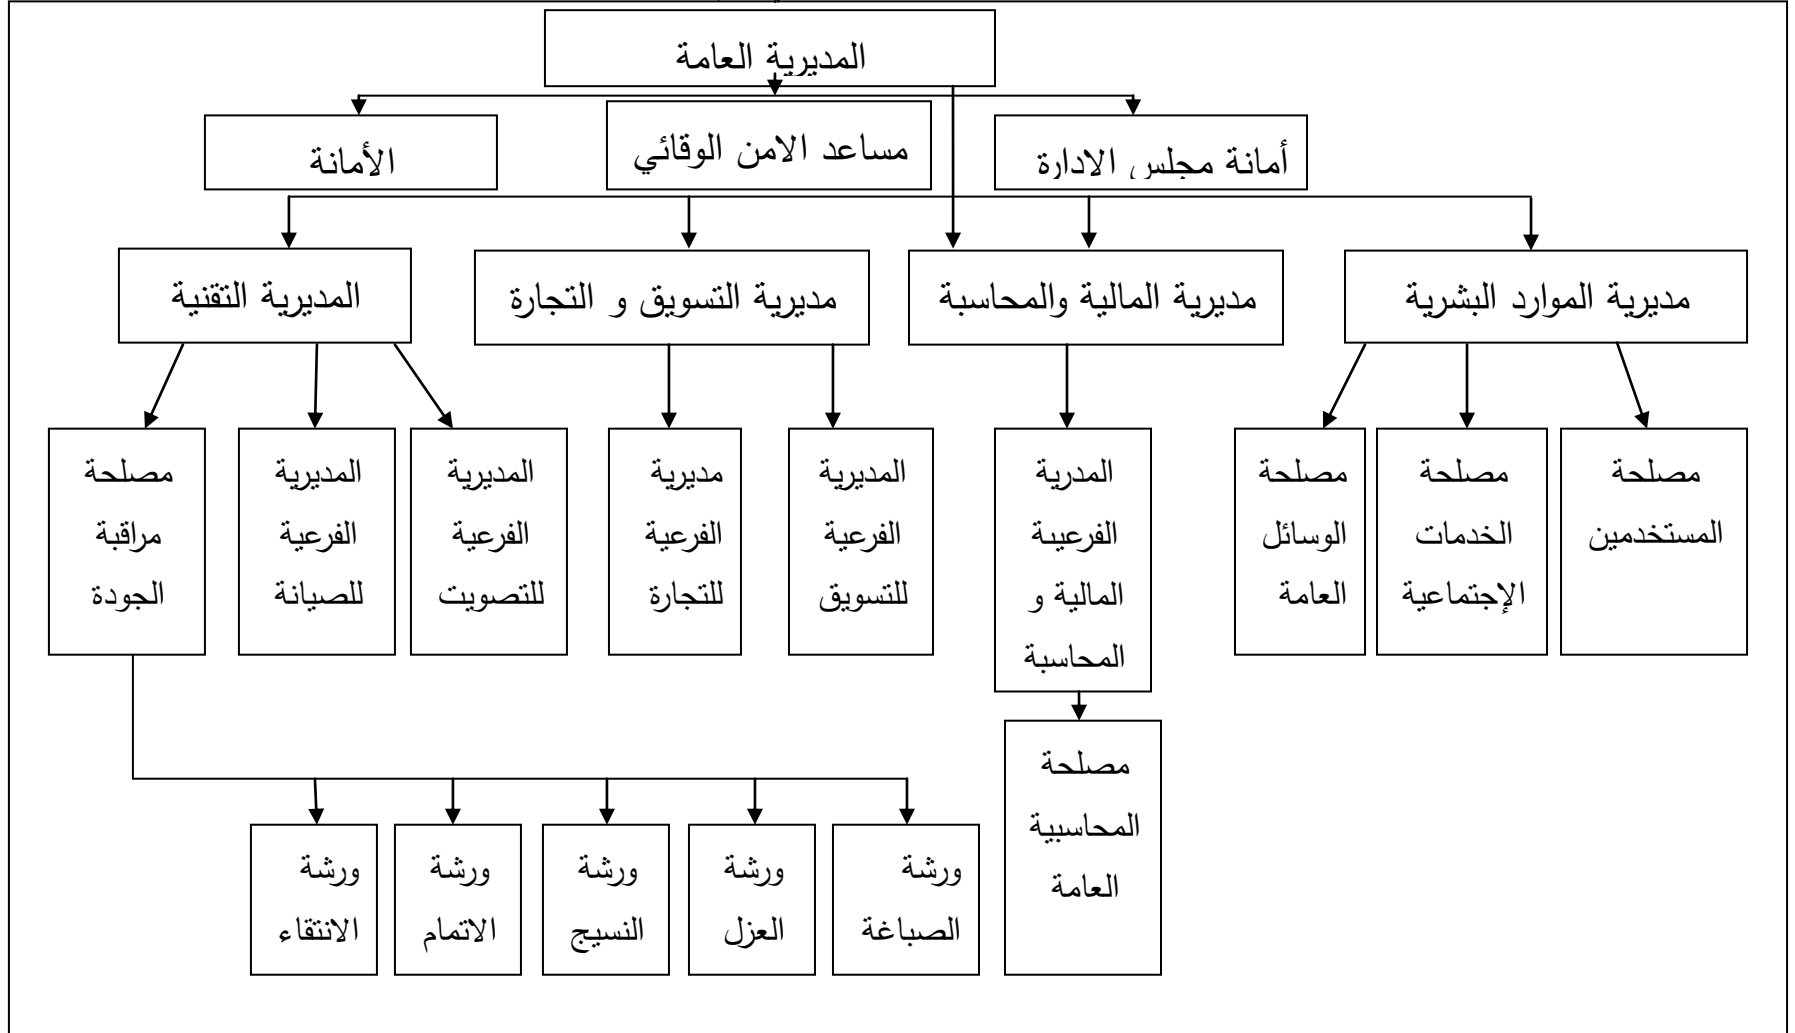 المديرية العامة
أمانة مجلس الادارة
مساعد الامن الوقائي
الأمانة
مديرية الموارد البشرية
مديرية المالية والمحاسبة
مديرية التسويق و التجارة
المديرية التقنية
مصلحة
المستخدمين
مصلحة
الخدمات
الإجتماعية
مصلحة
الوسائل
العامة
المدرية
الفرعيىة
المالية و
المحاسبة
المديرية
الفرعية
للتسويق
مديرية
الفرعية
للتجارة
المديرية
الفرعية
للتصويت
المديرية
الفرعية
للصيانة
مصلحة
مراقبة
الجودة
مصلحة
المحاسبية
العامة
ورشة
الصباغة
ورشة
العزل
ورشة
النسيج
ورشة
الاتمام
ورشة
الانتقاء